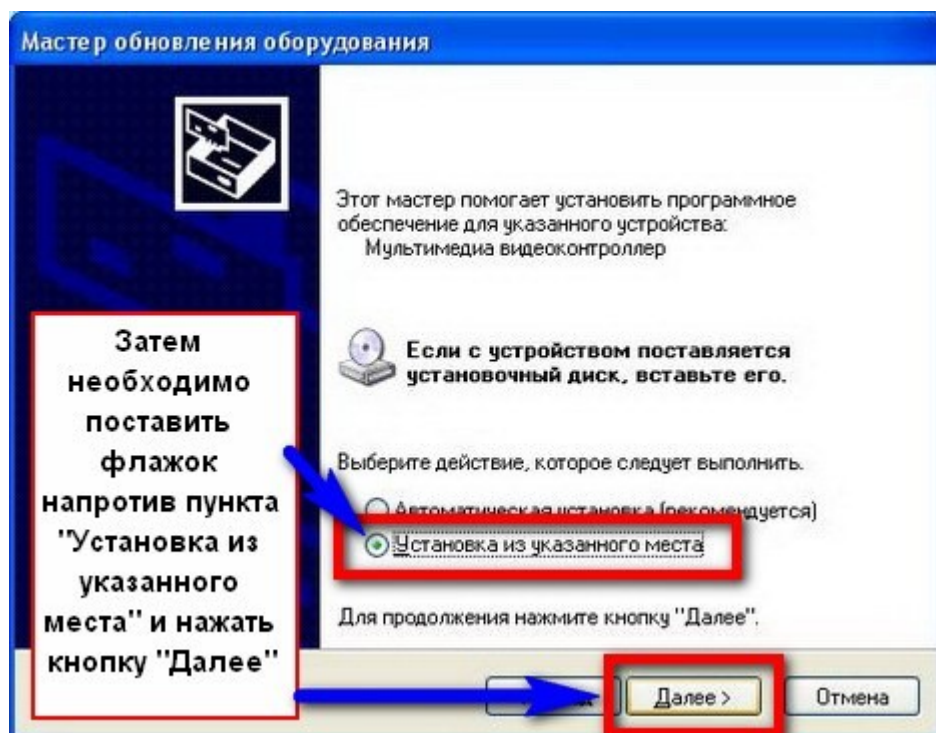 Мастер обновления оборудования
Этот мастер помогает установить программное
обеспечение для указанного устройства:
Мультимедиа видеоконтроллер
Если с устройством поставляется
установочный диск, вставьте его.
Выберите действие, которое следует выполнить.
Автоматическая установка (рекомендуется)
Установка из указанного места
Для продолжения нажмите кнопку "Далее".
Затем
необходимо
поставить
флажок
напротив пункта
"Установка из
указанного
места" и нажать
кнопку "Далее"
Далее >
Отмена